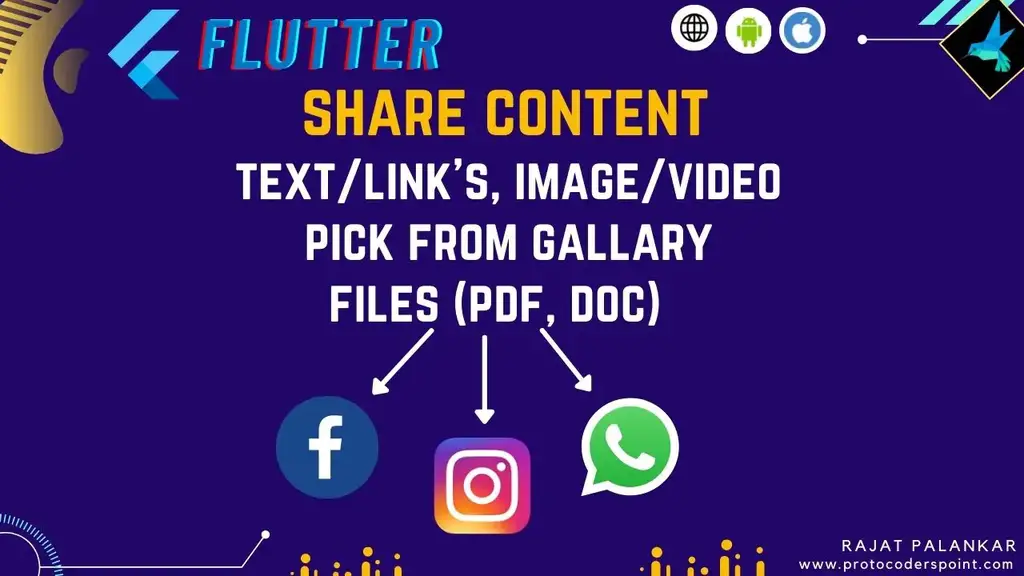 FLUTTER
SHARE CONTENT
TEXT/LINK'S, IMAGE/VIDEO
PICK FROM GALLARY
FILES (PDF, DOC)
RAJAT PALANKAR
www.protocoderspoint.com